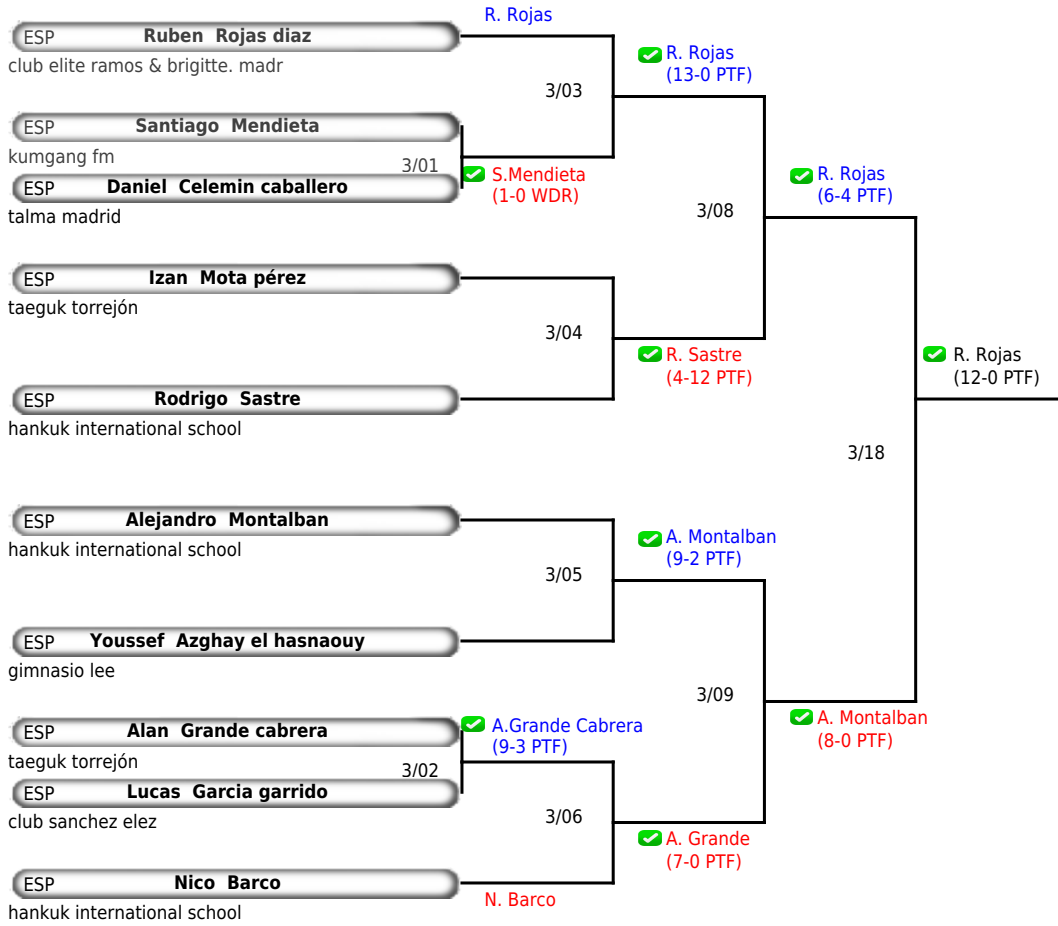 R. Rojas
ESP Ruben Rojas diaz
club elite ramos & brigitte. madr
R. Rojas
(13-0 PTF)
3/03
ESP Santiago Mendieta
kumgang fm
3/01
S.Mendieta
(1-0 WDR)
ESP Daniel Celemin caballero
talma madrid
R. Rojas
(6-4 PTF)
3/08
ESP Izan Mota pérez
taeguk torrejón
3/04
R. Sastre
(4-12 PTF)
ESP Rodrigo Sastre
hankuk international school
R. Rojas
(12-0 PTF)
3/18
ESP Alejandro Montalban
hankuk international school
A. Montalban
(9-2 PTF)
3/05
ESP Youssef Azghay el hasnaouy
gimnasio lee
3/09
A. Montalban
(8-0 PTF)
ESP Alan Grande cabrera
taeguk torrejón
A.Grande Cabrera
(9-3 PTF)
3/02
ESP Lucas Garcia garrido
club sanchez elez
3/06
A. Grande
(7-0 PTF)
ESP Nico Barco
N. Barco
hankuk international school